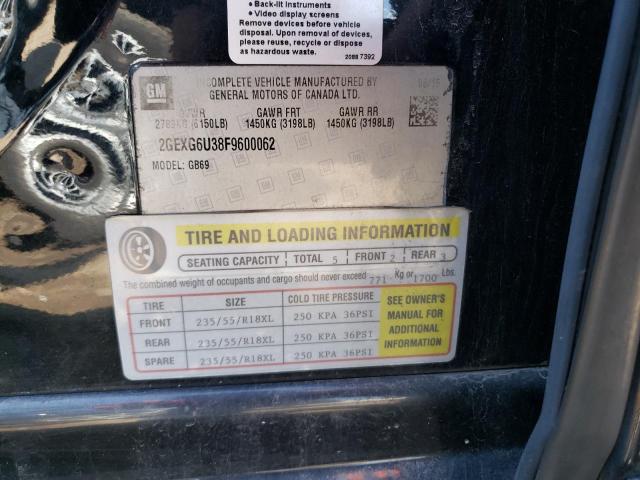 • Back-lit Instruments
• Video display screens
Remove devices before vehicle
disposal. Upon removal of devices,
please reuse, recycle or dispose
as hazardous waste.
2088 7392
GM
INCOMPLETE VEHICLE MANUFACTURED BY
GENERAL MOTORS OF CANADA LTD.
GAWR FRT GAWR RR
(6150LB) 1450KG (3198LB) 1450KG (3198LB)
2GEXG6U38F9600062
MODEL: GB69
TIRE AND LOADING INFORMATION
SEATING CAPACITY TOTAL 5 FRONT 2 REAR 3
The combined weight of occupants and cargo should never exceed 771 Kg or 1700 Lbs.
TIRE SIZE COLD TIRE PRESSURE
FRONT 235/55/R18XL 250 KPA 36PSI
REAR 235/55/R18XL 250 KPA 36PSI
SPARE 235/55/R18XL 250 KPA 36PSI
SEE OWNER'S
MANUAL FOR
ADDITIONAL
INFORMATION